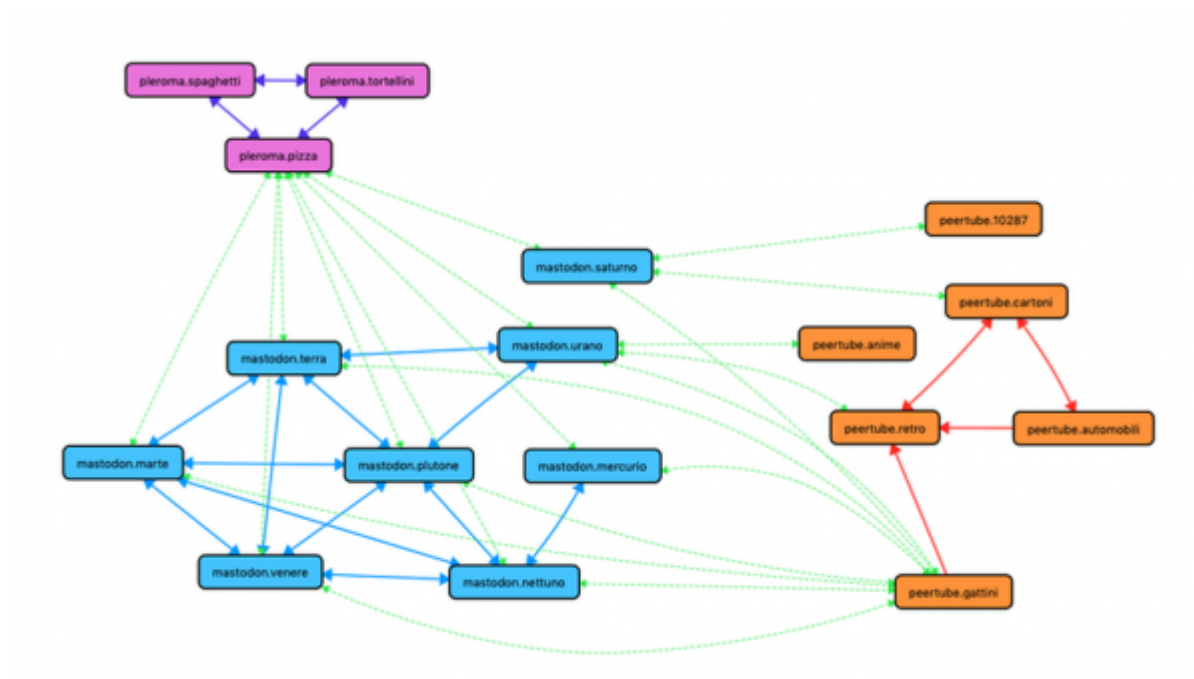 pleroma.spaghetti
pleroma.tortellini
pleroma.pizza
peertube.10287
mastodon.saturno
peertube.cartoni
mastodon.urano
peertube.anime
mastodon.terra
peertube.retro
peertube.automobili
mastodon.marte
mastodon.plutone
mastodon.mercurio
mastodon.venere
mastodon.nettuno
peertube.gattini